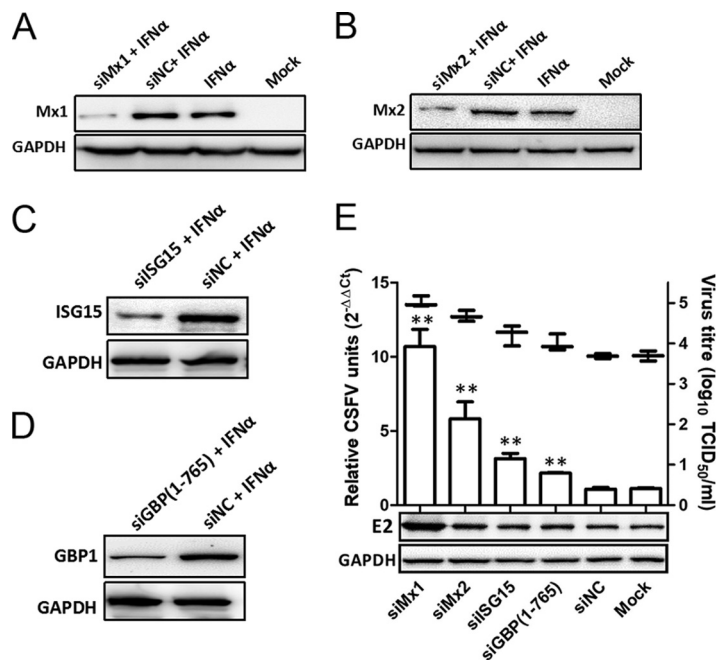 A
siMx1 + IFNα
siNC+ IFNα
IFNα
Mock
Mx1
GAPDH
B
siMx2 + IFNα
siNC+ IFNα
IFNα
Mock
Mx2
GAPDH
C
siISG15 + IFNα
siNC + IFNα
ISG15
GAPDH
D
siGBP(1-765) + IFNα
siNC + IFNα
GBP1
GAPDH
E
Relative CSFV units (2^-ΔΔCt)
15
10
5
0
**
**
**
**
5
4
3
2
1
0
Virus titre (log10 TCID50/ml)
E2
GAPDH
siMx1
siMx2
siISG15
siGBP(1-765)
siNC
Mock